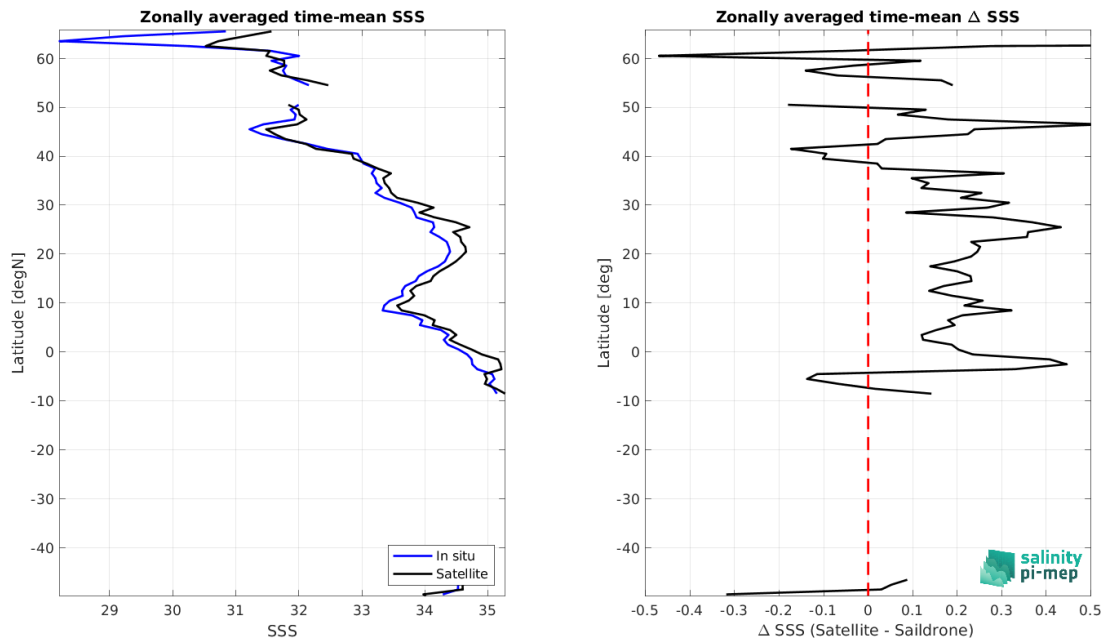 Zonally averaged time-mean SSS
Latitude [degN]
60
50
40
30
20
10
0
-10
-20
-30
-40
29 30 31 32 33 34 35
SSS
In situ
Satellite
Zonally averaged time-mean Δ SSS
Latitude [deg]
60
50
40
30
20
10
0
-10
-20
-30
-40
-0.5 -0.4 -0.3 -0.2 -0.1 0 0.1 0.2 0.3 0.4 0.5
Δ SSS (Satellite - Saildrone)
salinity
pi-mep